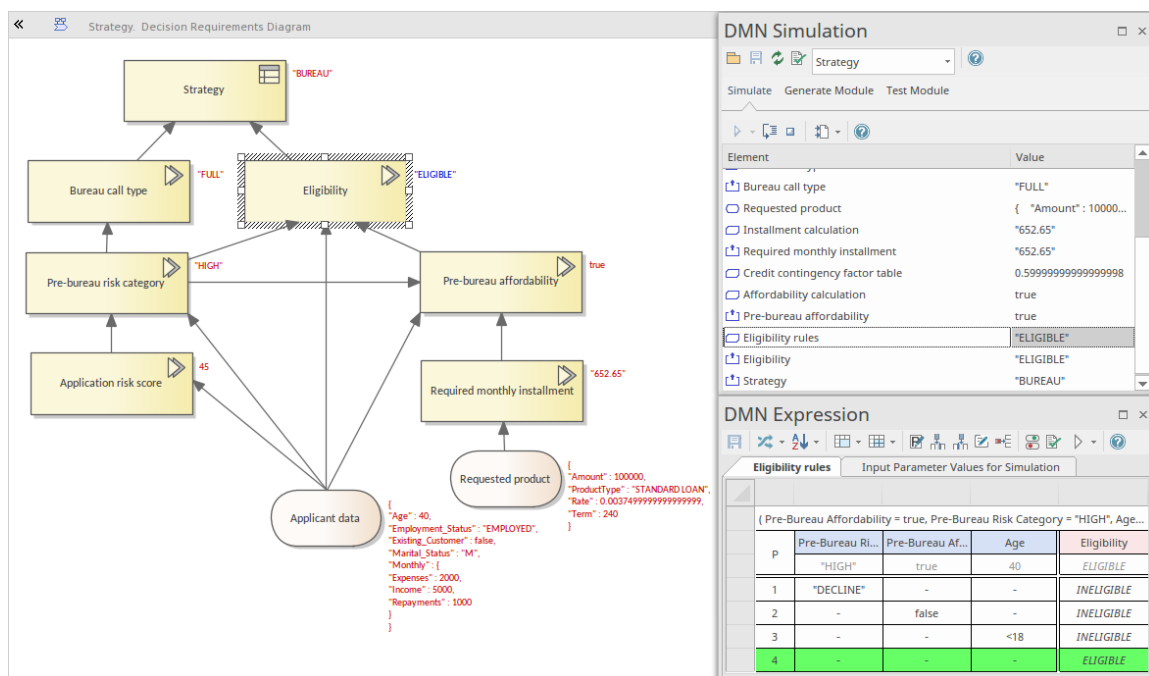 Strategy. Decision Requirements Diagram
Strategy
"BUREAU"
Bureau call type
"FULL"
Eligibility
"ELIGIBLE"
Pre-bureau risk category
"HIGH"
Pre-bureau affordability
true
Application risk score
45
Required monthly installment
"652.65"
Requested product
{
"Amount" : 100000,
"ProductType" : "STANDARD LOAN",
"Rate" : 0.0037499999999999999,
"Term" : 240
}
Applicant data
{
"Age" : 40,
"Employment_Status" : "EMPLOYED",
"Existing_Customer" : false,
"Marital_Status" : "M",
"Monthly" : {
"Expenses" : 2000,
"Income" : 5000,
"Repayments" : 1000
}
}
DMN Simulation
Strategy
Simulate Generate Module Test Module
Element Value
Bureau call type "FULL"
Requested product { "Amount" : 10000...
Installment calculation "652.65"
Required monthly installment "652.65"
Credit contingency factor table 0.59999999999999998
Affordability calculation true
Pre-bureau affordability true
Eligibility rules "ELIGIBLE"
Eligibility "ELIGIBLE"
Strategy "BUREAU"
DMN Expression
Eligibility rules Input Parameter Values for Simulation
( Pre-Bureau Affordability = true, Pre-Bureau Risk Category = "HIGH", Age...
P Pre-Bureau Ri... Pre-Bureau Af... Age Eligibility
"HIGH" true 40 ELIGIBLE
1 "DECLINE" - - INELIGIBLE
2 - false - INELIGIBLE
3 - - <18 INELIGIBLE
4 - - - ELIGIBLE